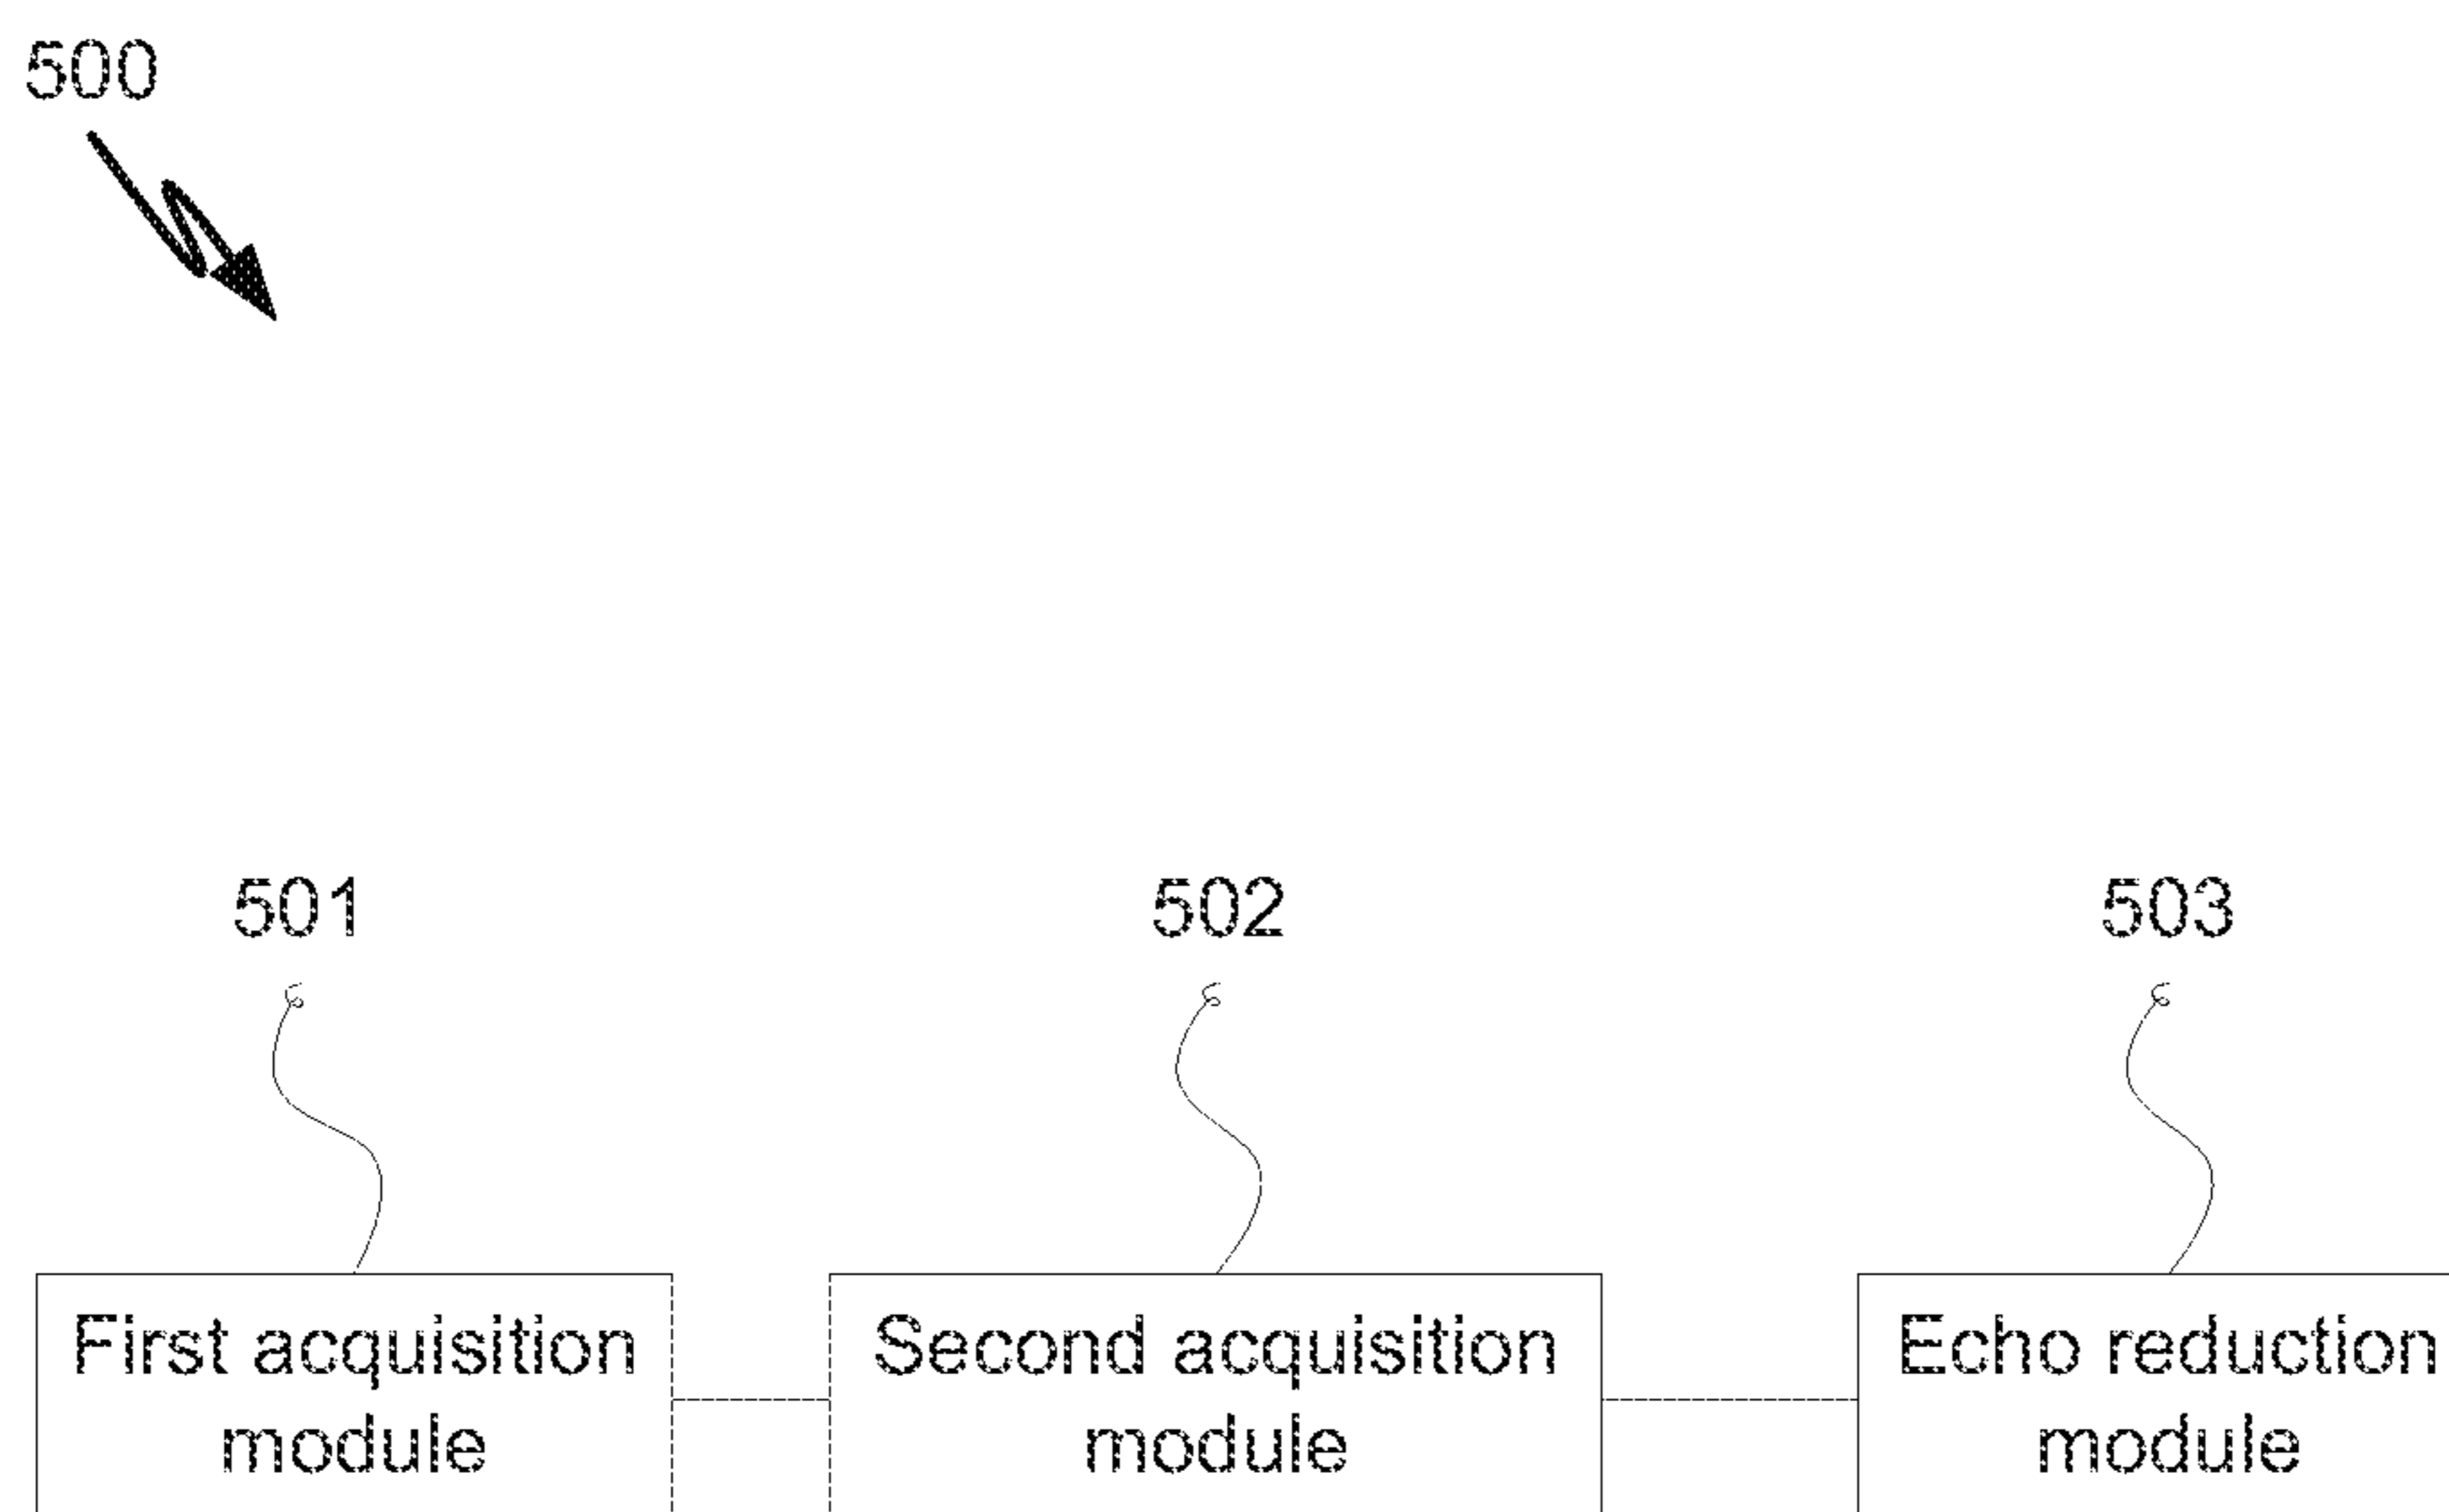 500
501
502
503
First acquisition
module
Second acquisition
module
Echo reduction
module